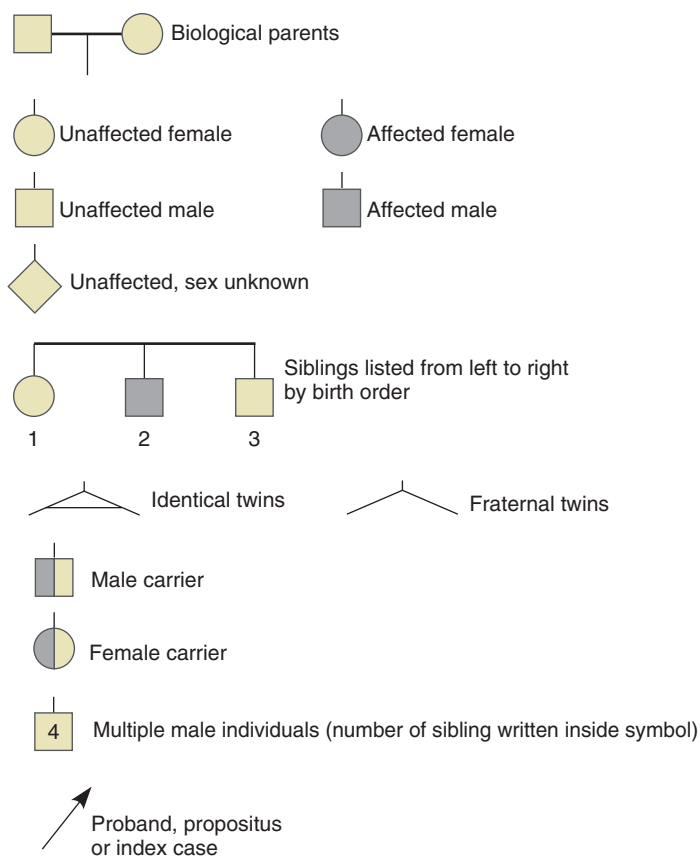 Biological parents
Unaffected female
Affected female
Unaffected male
Affected male
Unaffected, sex unknown
Siblings listed from left to right
by birth order
1 2 3
Identical twins
Fraternal twins
Male carrier
Female carrier
4
Multiple male individuals (number of sibling written inside symbol)
Proband, propositus
or index case